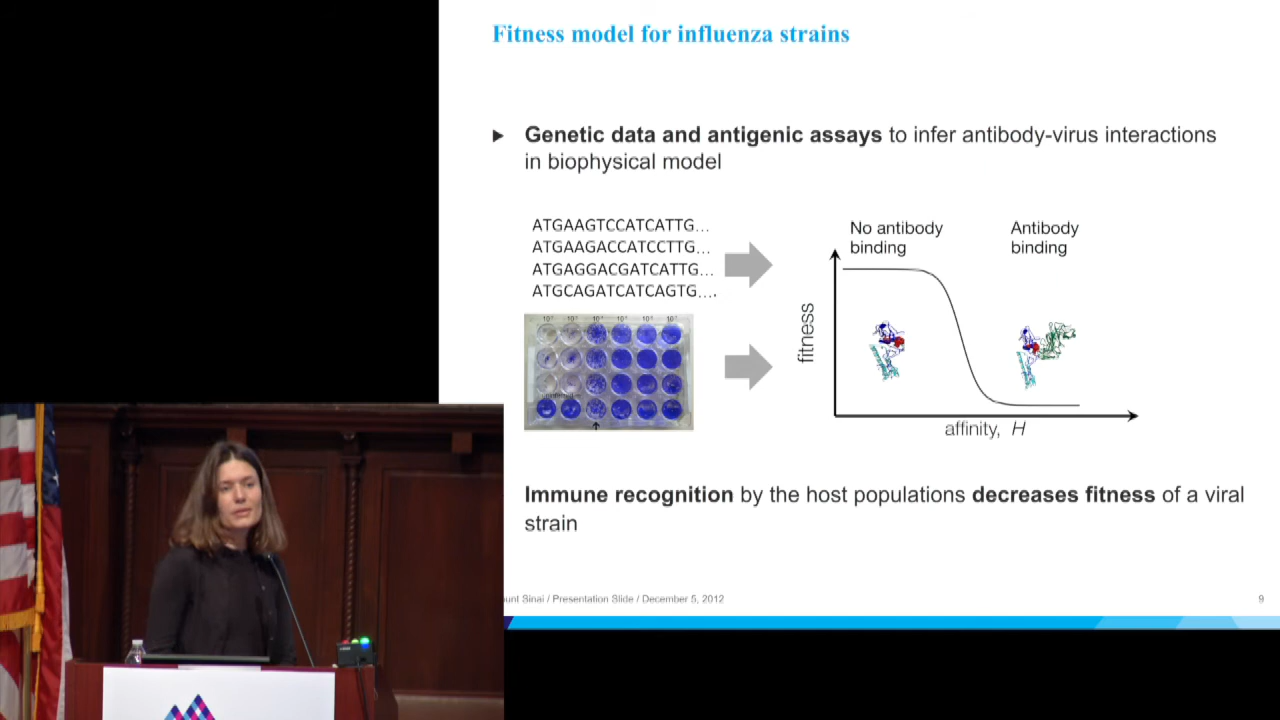 Fitness model for influenza strains
Genetic data and antigenic assays to infer antibody-virus interactions
in biophysical model
ATGAAGTCCATCATTG...
ATGAAGACCATCCTTG...
ATGAGGACGATCATTG...
ATGCAGATCATCAGTG....
No antibody
binding
Antibody
binding
fitness
affinity, H
Immune recognition by the host populations decreases fitness of a viral
strain
Sinai / Presentation Slide / December 5, 2012
9